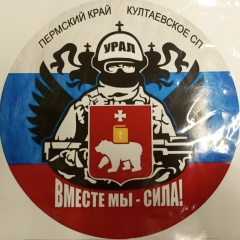 ПЕРМСКИЙ КРАЙ КУЛТАЕВСКОЕ СП
УРАЛ
ВМЕСТЕ МЫ - СИЛА!